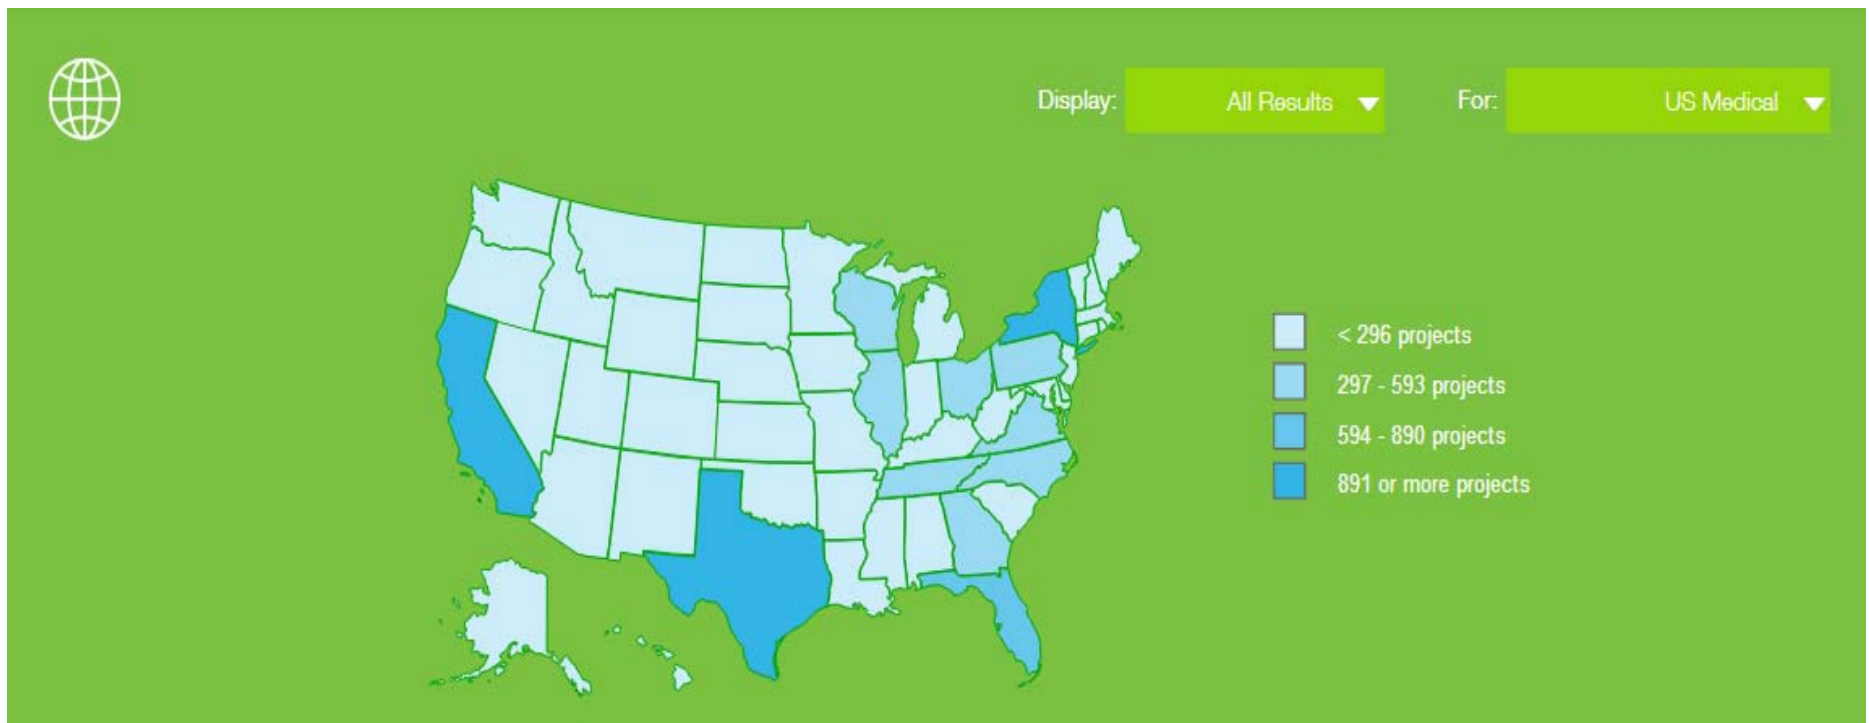 Display: All Results For: US Medical
< 296 projects
297 - 593 projects
594 - 890 projects
891 or more projects